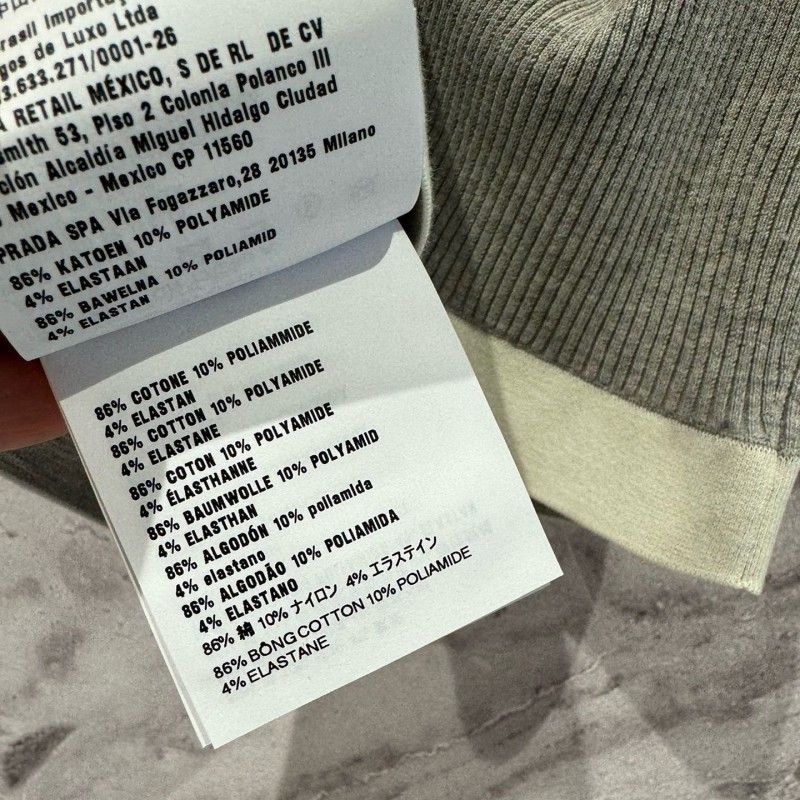 rasil Importaç
gos de Luxo Ltda
3.633.271/0001-26
RETAIL MÉXICO, S DE RL DE CV
smith 53, Piso 2 Colonia Polanco III
ción Alcaldía Miguel Hidalgo Ciudad
Mexico - Mexico CP 11560
PRADA SPA Via Fogazzaro,28 20135 Milano
86% KATOEN 10% POLYAMIDE
4% ELASTAAN
86% BAWELNA 10% POLIAMID
4% ELASTAN
86% COTONE 10% POLIAMMIDE
4% ELASTAN
86% COTTON 10% POLYAMIDE
4% ELASTANE
86% COTON 10% POLYAMIDE
4% ÉLASTHANNE
86% BAUMWOLLE 10% POLYAMID
4% ELASTHAN
86% ALGODÓN 10% poliamida
4% elastano
86% ALGODÃO 10% POLIAMIDA
4% ELASTANO
86% 綿 10% ナイロン 4% エラステイン
86% BÔNG COTTON 10% POLIAMIDE
4% ELASTANE